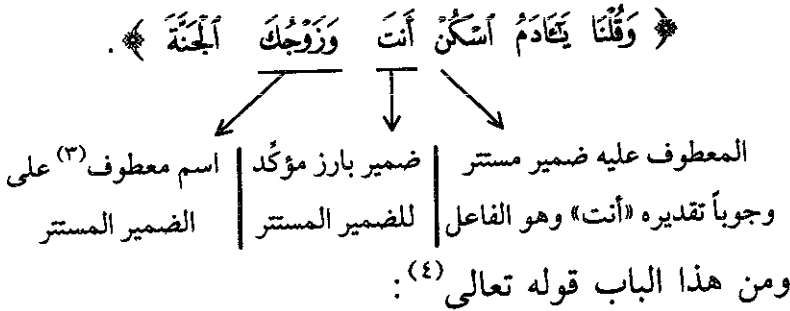 ﴿ وَقُلْنَا يَٰٓـَٔادَمُ ٱسْكُنْ أَنتَ وَزَوْجُكَ ٱلْجَنَّةَ ﴾.
المعطوف عليه ضمير مستتر | ضمير بارز مؤكِّد | اسم معطوف(٣) على
وجوباً تقديره «أنت» وهو الفاعل | للضمير المستتر | الضمير المستتر
ومن هذا الباب قوله تعالى(٤):